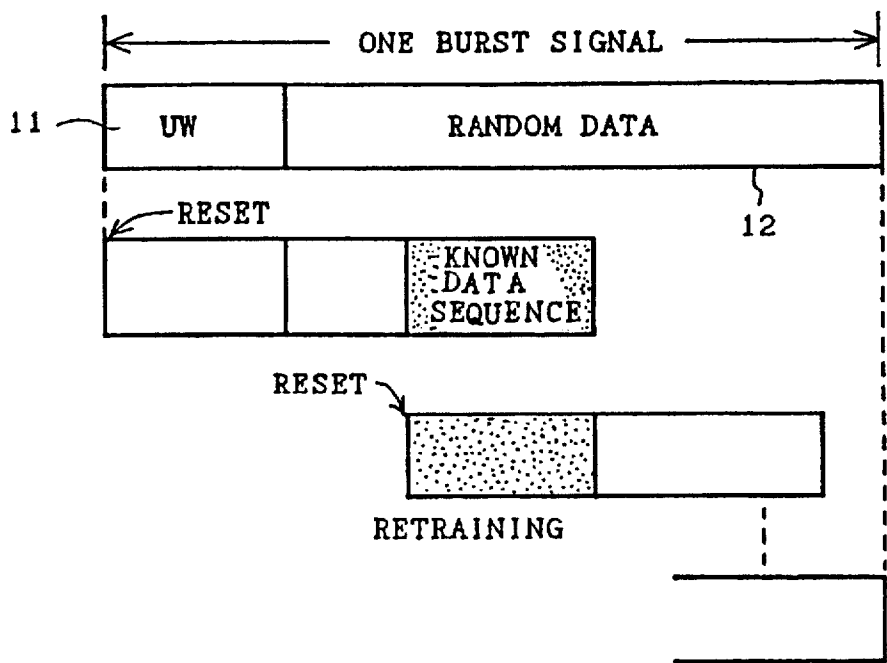 ONE BURST SIGNAL
11
UW
RANDOM DATA
12
RESET
KNOWN
DATA
SEQUENCE
RESET
RETRAINING